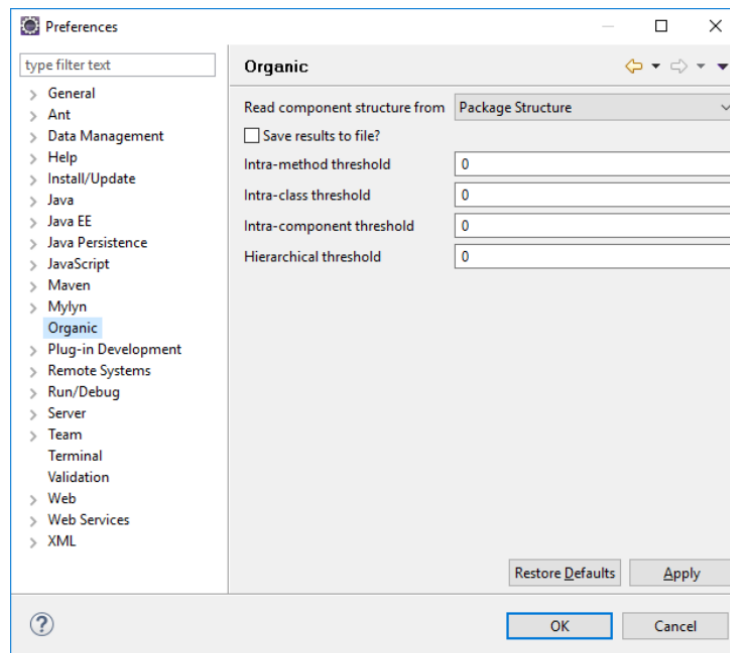 Preferences
type filter text
General
Ant
Data Management
Help
Install/Update
Java
Java EE
Java Persistence
JavaScript
Maven
Mylyn
Organic
Plug-in Development
Remote Systems
Run/Debug
Server
Team
Terminal
Validation
Web
Web Services
XML
Organic
Read component structure from Package Structure
Save results to file?
Intra-method threshold 0
Intra-class threshold 0
Intra-component threshold 0
Hierarchical threshold 0
Restore Defaults Apply
? OK Cancel